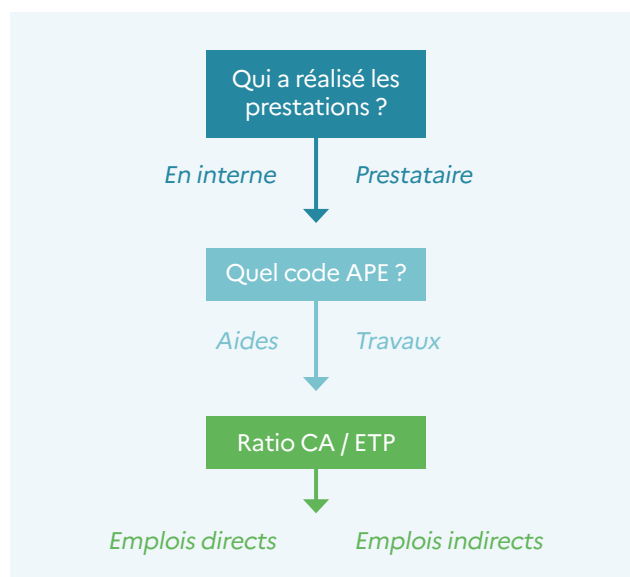 Qui a réalisé les
prestations ?
En interne
Prestataire
Quel code APE ?
Aides
Travaux
Ratio CA / ETP
Emplois directs
Emplois indirects